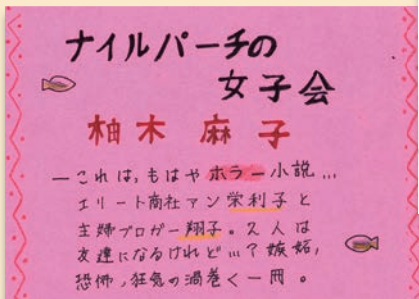 ナイルパーチの
女子会
柚木 麻子
―これは,もはやホラー小説…
エリート商社マン栄利子と
主婦ブロガー翔子。2人は
友達になるけれど…?嫉妬,
恐怖,狂気の渦巻く一冊。